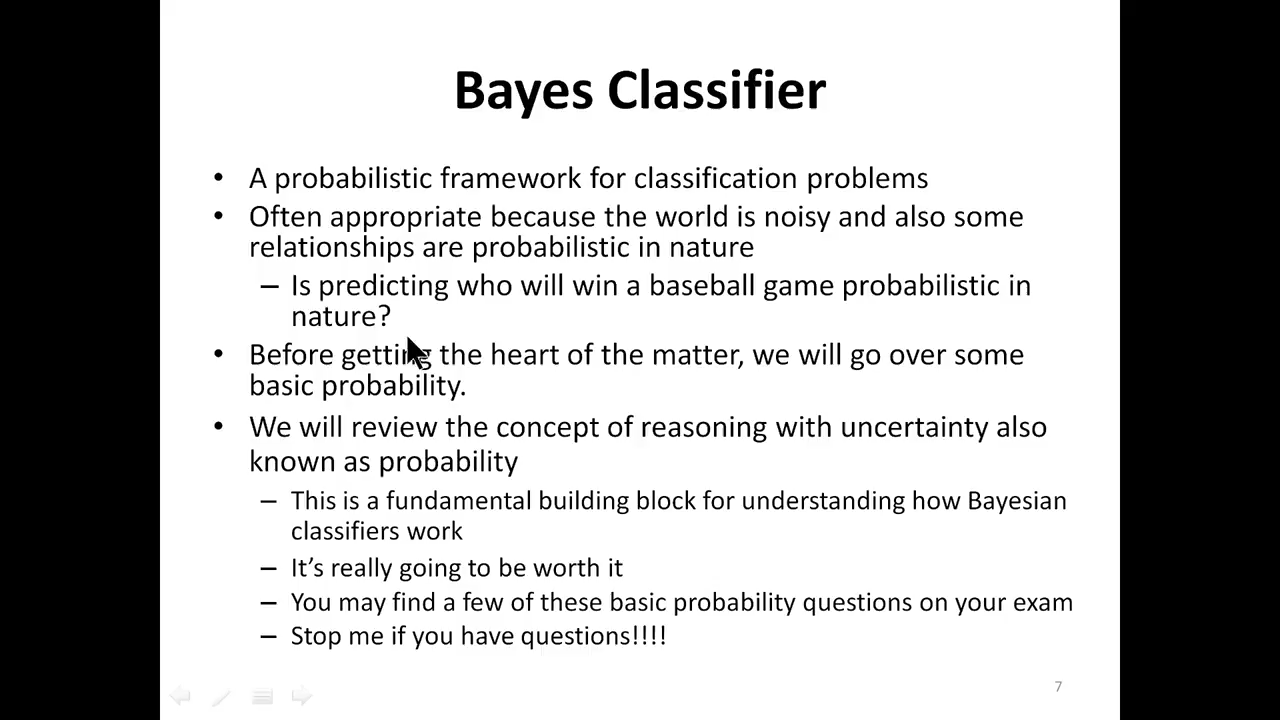 Bayes Classifier
• A probabilistic framework for classification problems
• Often appropriate because the world is noisy and also some
relationships are probabilistic in nature
– Is predicting who will win a baseball game probabilistic in
nature?
• Before getting the heart of the matter, we will go over some
basic probability.
• We will review the concept of reasoning with uncertainty also
known as probability
– This is a fundamental building block for understanding how Bayesian
classifiers work
– It’s really going to be worth it
– You may find a few of these basic probability questions on your exam
– Stop me if you have questions!!!!
7